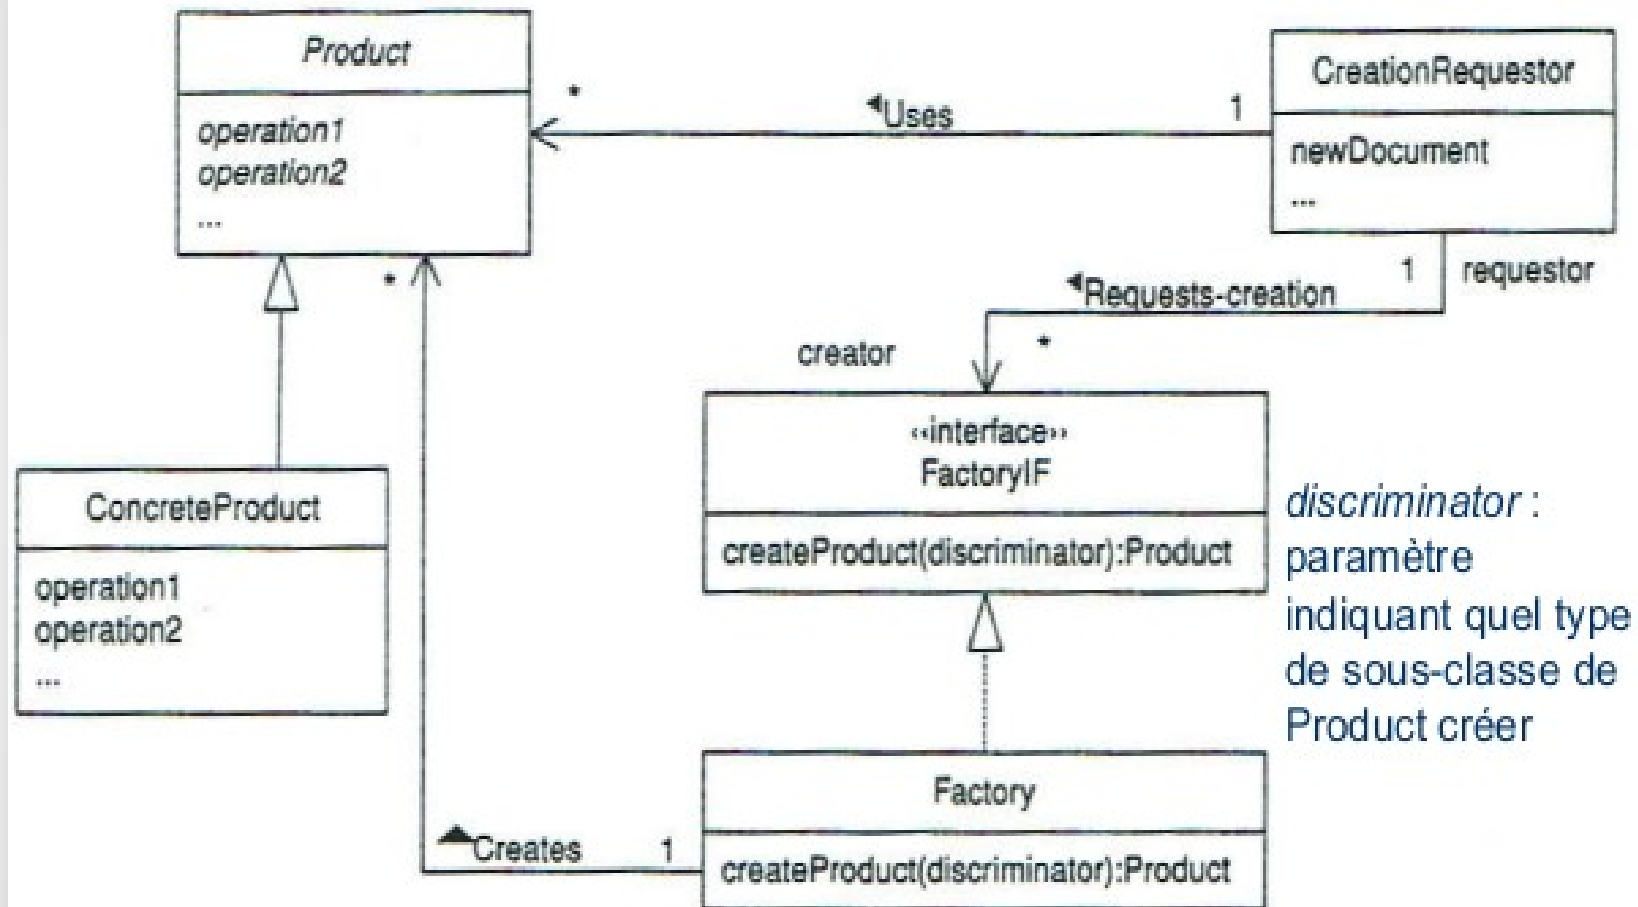 Product
operation1
operation2
...
*
Uses
1
CreationRequestor
newDocument
...
1
requestor
Requests-creation
*
creator
«interface»
FactoryIF
createProduct(discriminator):Product
*
ConcreteProduct
operation1
operation2
...
discriminator :
paramètre
indiquant quel type
de sous-classe de
Product créer
Factory
createProduct(discriminator):Product
Creates
1